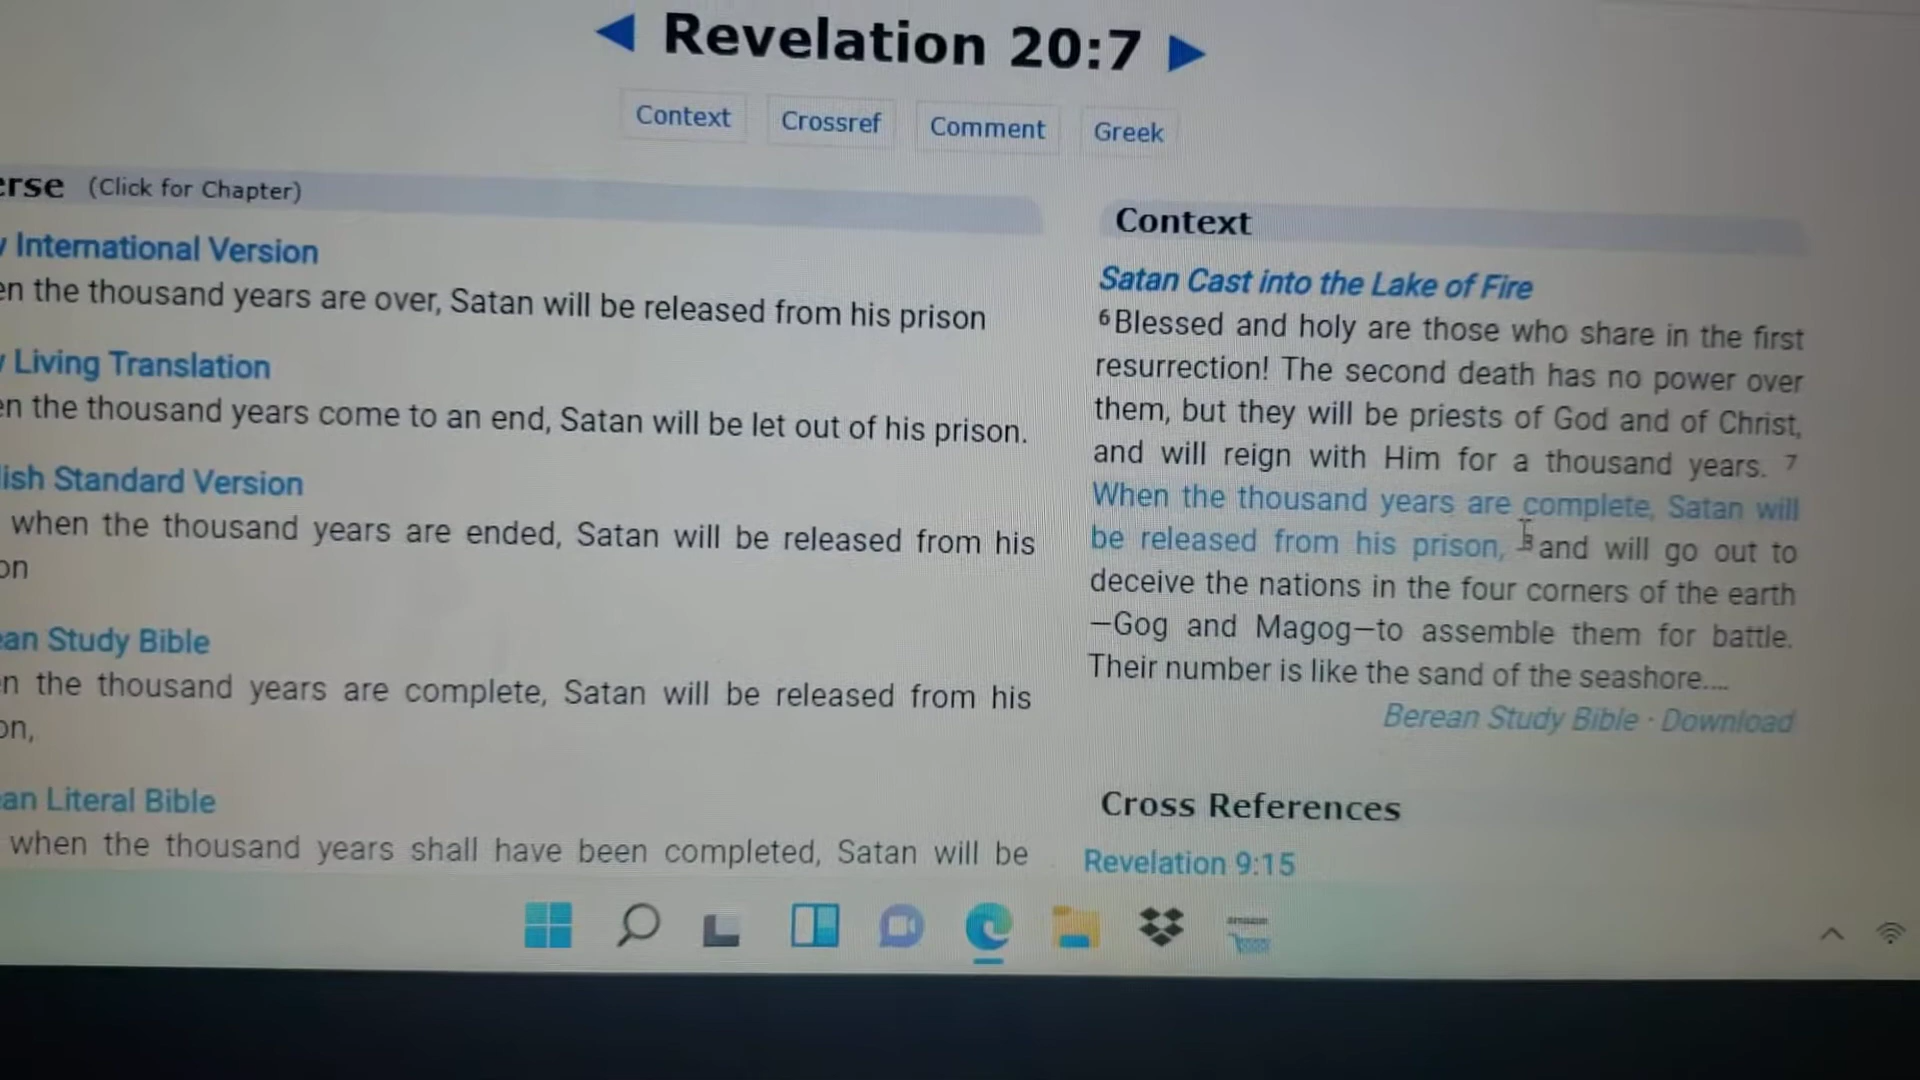 Revelation 20:7
Context Crossref Comment Greek
erse (Click for Chapter)
International Version
en the thousand years are over, Satan will be released from his prison
Living Translation
en the thousand years come to an end, Satan will be let out of his prison.
lish Standard Version
when the thousand years are ended, Satan will be released from his
on
ean Study Bible
en the thousand years are complete, Satan will be released from his
on,
ean Literal Bible
when the thousand years shall have been completed, Satan will be
Context
Satan Cast into the Lake of Fire
6Blessed and holy are those who share in the first
resurrection! The second death has no power over
them, but they will be priests of God and of Christ,
and will reign with Him for a thousand years. 7
When the thousand years are complete, Satan will
be released from his prison, 8and will go out to
deceive the nations in the four corners of the earth
—Gog and Magog—to assemble them for battle.
Their number is like the sand of the seashore....
Berean Study Bible · Download
Cross References
Revelation 9:15
amazon